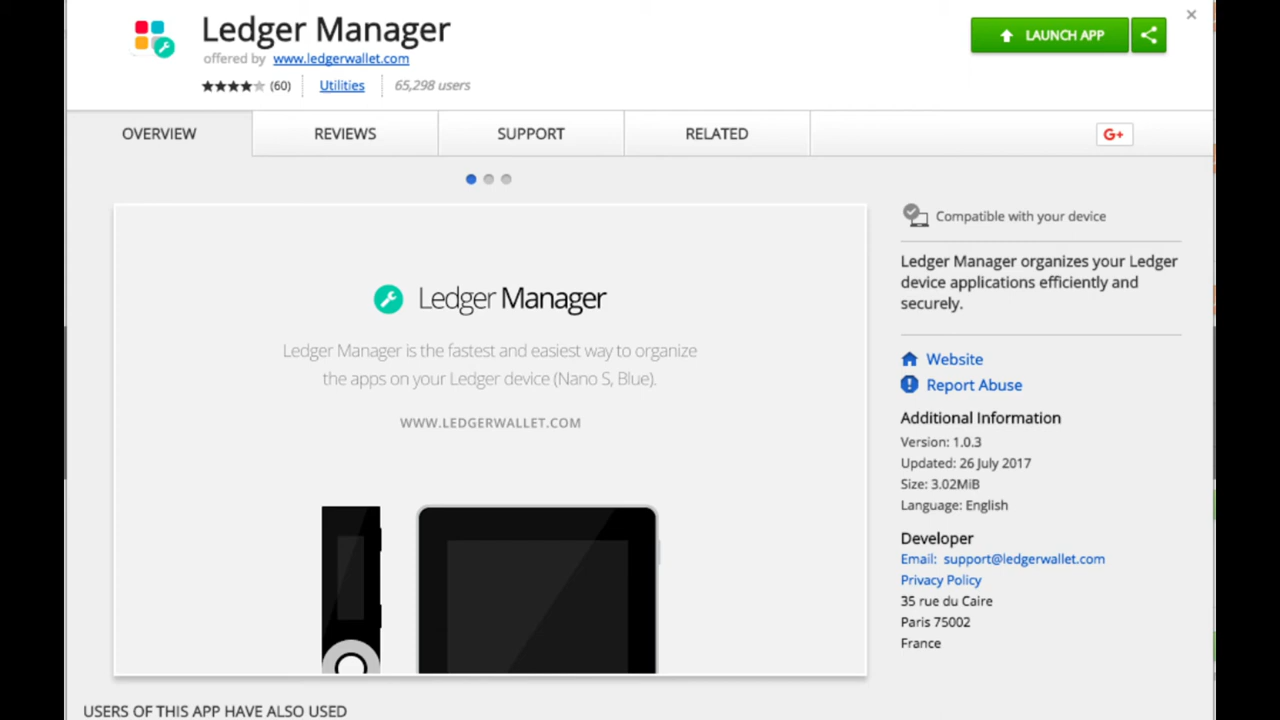 Ledger Manager
offered by www.ledgerwallet.com
(60) Utilities 65,298 users
LAUNCH APP
OVERVIEW REVIEWS SUPPORT RELATED G+
Ledger Manager
Ledger Manager is the fastest and easiest way to organize
the apps on your Ledger device (Nano S, Blue).
WWW.LEDGERWALLET.COM
Compatible with your device
Ledger Manager organizes your Ledger
device applications efficiently and
securely.
Website
Report Abuse
Additional Information
Version: 1.0.3
Updated: 26 July 2017
Size: 3.02MiB
Language: English
Developer
Email: support@ledgerwallet.com
Privacy Policy
35 rue du Caire
Paris 75002
France
USERS OF THIS APP HAVE ALSO USED